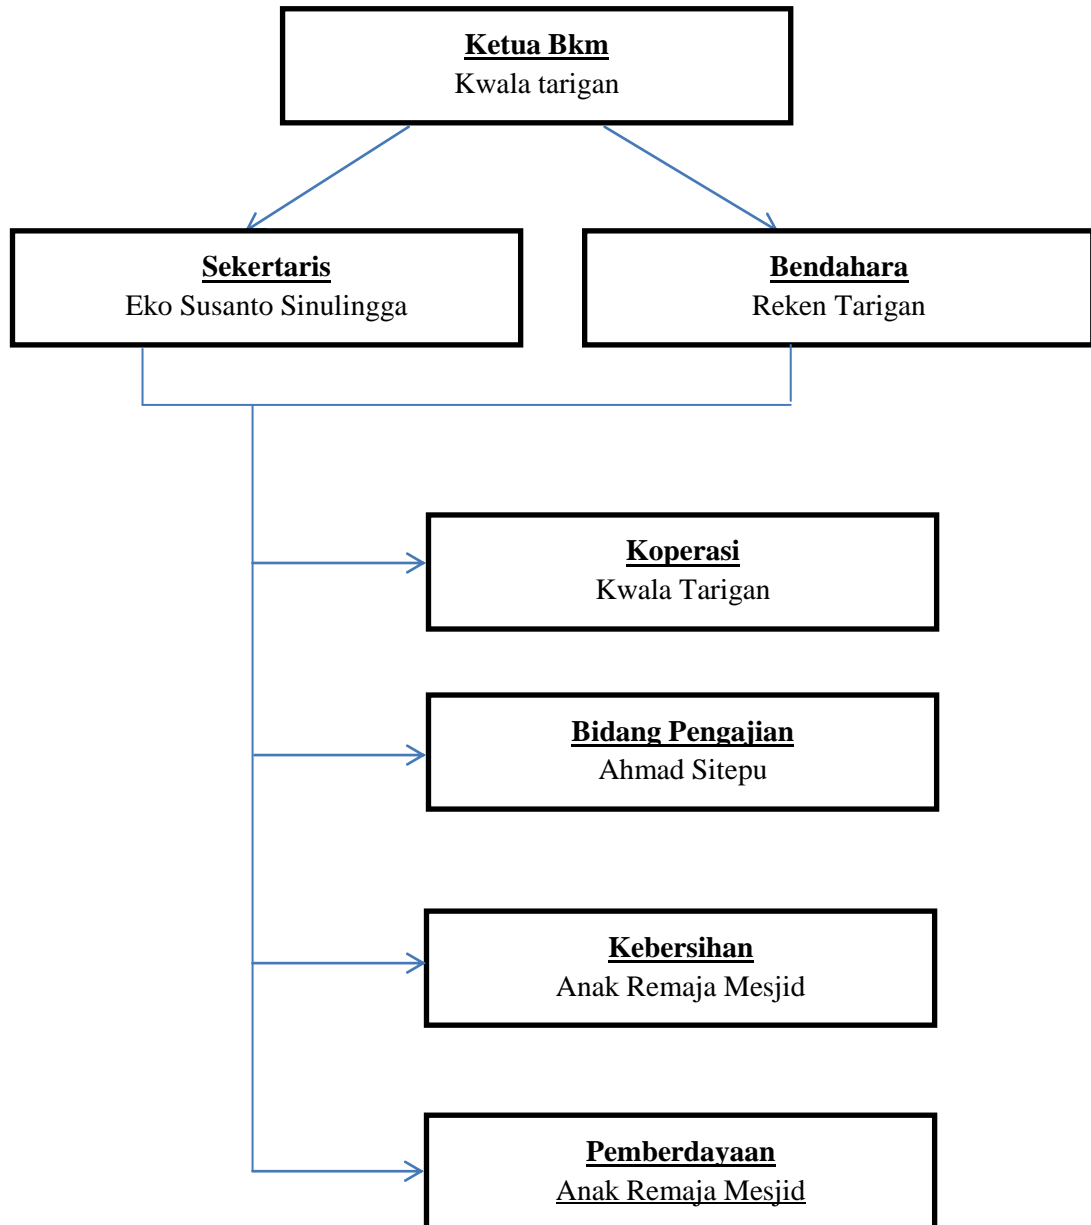 Ketua Bkm
Kwala tarigan
Sekertaris
Eko Susanto Sinulingga
Bendahara
Reken Tarigan
Koperasi
Kwala Tarigan
Bidang Pengajian
Ahmad Sitepu
Kebersihan
Anak Remaja Mesjid
Pemberdayaan
Anak Remaja Mesjid